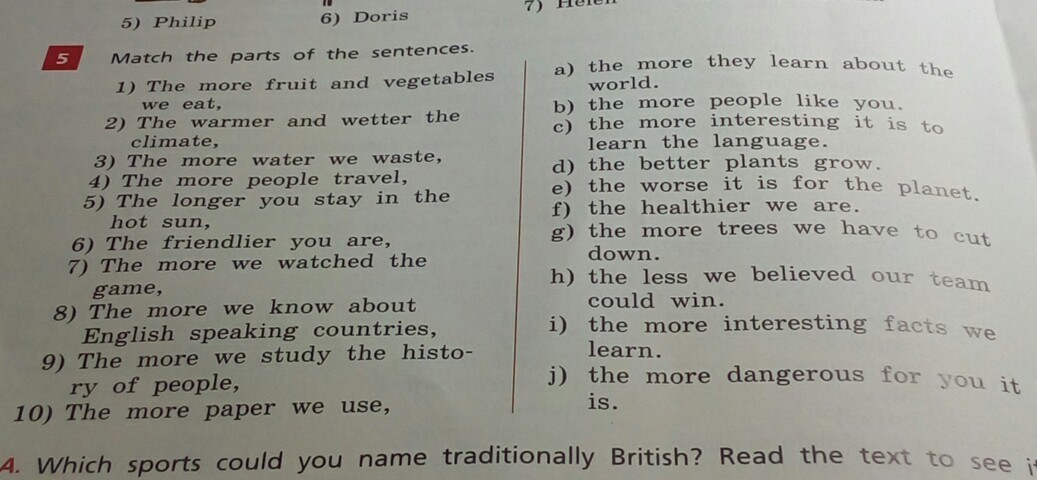 5) Philip
6) Doris
7) Helen
5 Match the parts of the sentences.
1) The more fruit and vegetables
we eat,
2) The warmer and wetter the
climate,
3) The more water we waste,
4) The more people travel,
5) The longer you stay in the
hot sun,
6) The friendlier you are,
7) The more we watched the
game,
8) The more we know about
English speaking countries,
9) The more we study the histo-
ry of people,
10) The more paper we use,
a) the more they learn about the
world.
b) the more people like you.
c) the more interesting it is to
learn the language.
d) the better plants grow.
e) the worse it is for the planet.
f) the healthier we are.
g) the more trees we have to cut
down.
h) the less we believed our team
could win.
i) the more interesting facts we
learn.
j) the more dangerous for you it
is.
A. Which sports could you name traditionally British? Read the text to see